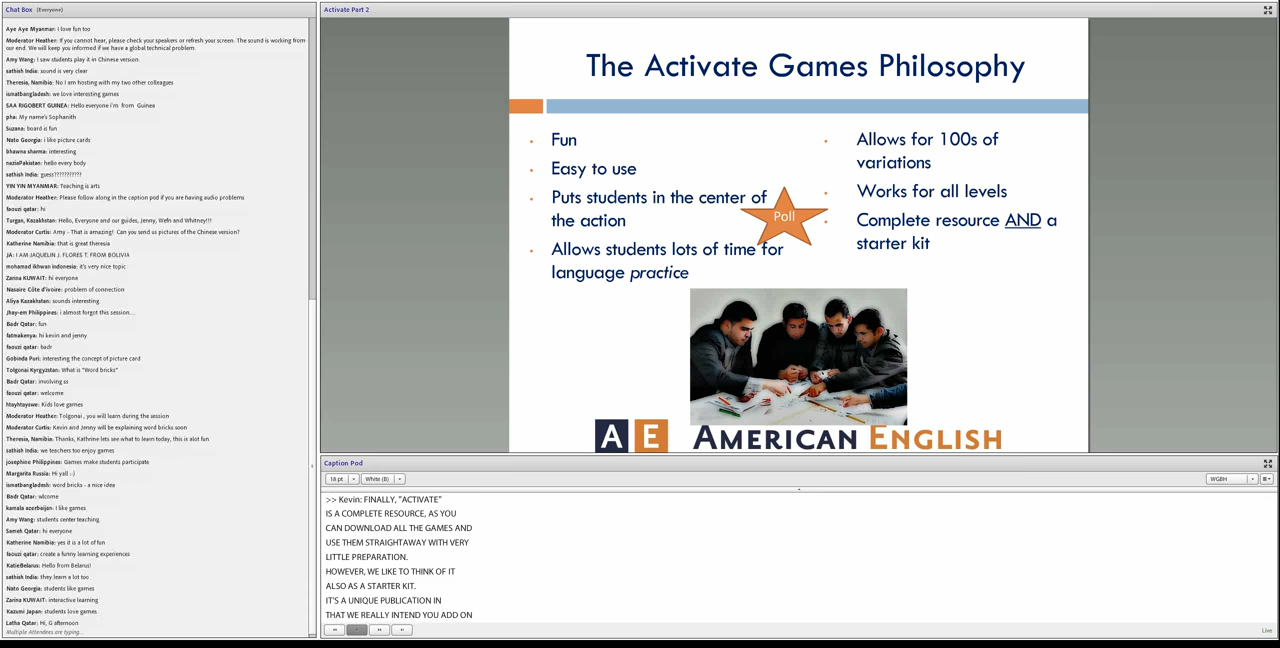 Chat Box (Everyone)
Aye Aye Myanmar: I love fun too
Moderator Heather: If you cannot hear, please check your speakers or refresh your screen. The sound is working from
our end. We will keep you informed if we have a global technical problem.
Amy Wang: I saw students play it in Chinese version.
sathish India: sound is very clear
Theresia, Namibia: No I am hosting with my two other colleagues
ismatbangladesh: we love interesting games
SAA RIGOBERT GUINEA: Hello everyone i'm from Guinea
pha: My name's Sophanith
Suzana: board is fun
Nato Georgia: i like picture cards
bhawna sharma: interesting
naziaPakistan: hello every body
sathish India: guess???????????
YIN YIN MYANMAR: Teaching is arts
Moderator Heather: Please follow along in the caption pod if you are having audio problems
faouzi qatar: hi
Turgan, Kazakhstan: Hello, Everyone and our guides, Jenny, Wefn and Whitney!!!
Moderator Curtis: Amy - That is amazing! Can you send us pictures of the Chinese version?
Katherine Namibia: that is great theresia
JA: I AM JAQUELIN J. FLORES T. FROM BOLIVIA
mohamad ikhwan indonesia: it's very nice topic
Zarina KUWAIT: hi everyone
Nasaire Côte d'ivoire: problem of connection
Aliya Kazakhstan: sounds interesting
Jhay-em Philippines: i almost forgot this session...
Badr Qatar: fun
fatmakenya: hi kevin and jenny
faouzi qatar: badr
Gobinda Puri: interesting the concept of picture card
Tolgonai Kyrgyzstan: What is "Word bricks"
Badr Qatar: involving ss
faouzi qatar: welcome
Mayhtayswe: Kids love games
Moderator Heather: Tolgonai , you will learn during the session
Moderator Curtis: Kevin and Jenny will be explaining word bricks soon
Theresia, Namibia: Thanks, Kathrine lets see what to learn today, this is alot fun
sathish India: we teachers too enjoy games
josephine Philippines: Games make students participate
Margarita Russia: Hi yall :-)
ismatbangladesh: word bricks - a nice idea
Badr Qatar: wlcome
kamala azerbaijan: I like games
Amy Wang: students center teaching.
Sameh Qatar: hi everyone
Katherine Namibia: yes it is a lot of fun
faouzi qatar: create a funny learning experiences
KatieBelarus: Hello from Belarus!
sathish India: they learn a lot too
Nato Georgia: students like games
Zarina KUWAIT: interactive learning
Kazumi Japan: students love games
Latha Qatar: Hi, G afternoon
Multiple Attendees are typing...
Activate Part 2
The Activate Games Philosophy
• Fun
• Easy to use
• Puts students in the center of
the action
• Allows students lots of time for
language practice
• Allows for 100s of
variations
• Works for all levels
• Complete resource AND a
starter kit
Poll
A E AMERICAN ENGLISH
Caption Pod
18 pt White (B) WGBH
>> Kevin: FINALLY, "ACTIVATE"
IS A COMPLETE RESOURCE, AS YOU
CAN DOWNLOAD ALL THE GAMES AND
USE THEM STRAIGHTAWAY WITH VERY
LITTLE PREPARATION.
HOWEVER, WE LIKE TO THINK OF IT
ALSO AS A STARTER KIT.
IT'S A UNIQUE PUBLICATION IN
THAT WE REALLY INTEND YOU ADD ON
Live